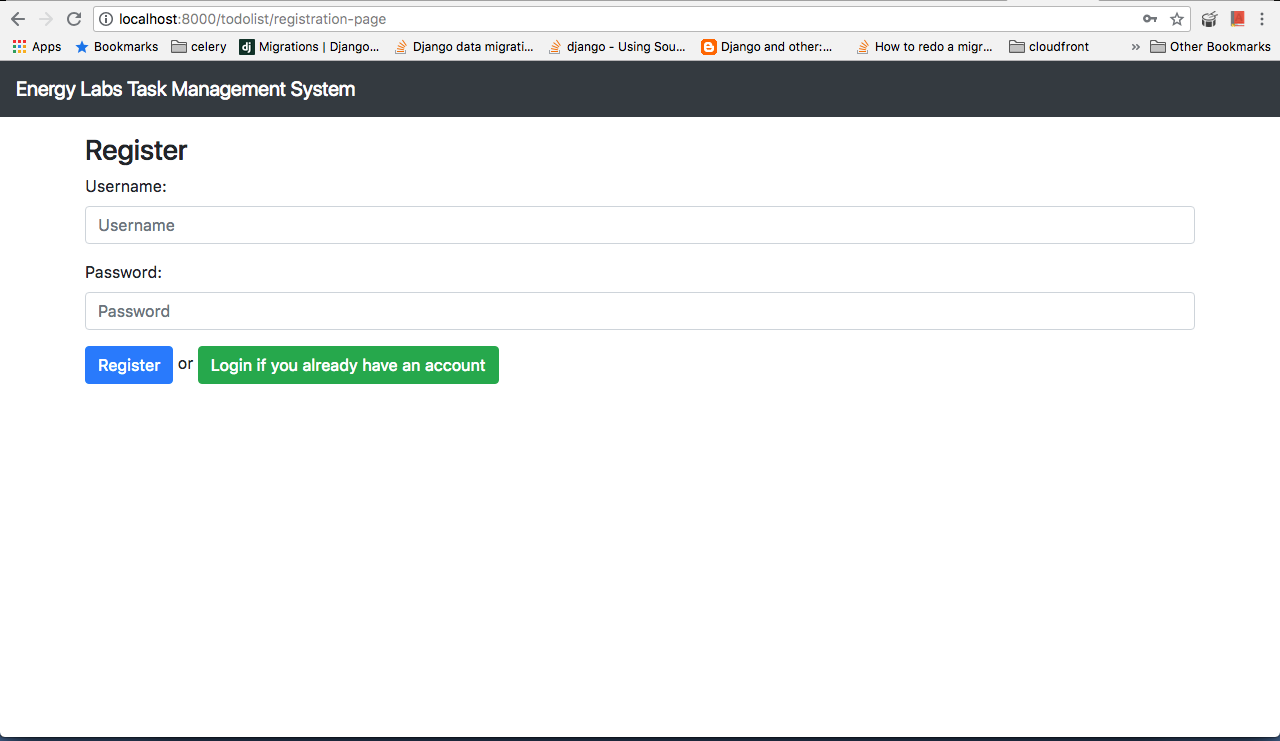 localhost:8000/todolist/registration-page
Apps Bookmarks celery dj Migrations | Django... Django data migrati... django - Using Sou... Django and other:... How to redo a migr... cloudfront » Other Bookmarks
Energy Labs Task Management System
Register
Username:
Username
Password:
Password
Register or Login if you already have an account